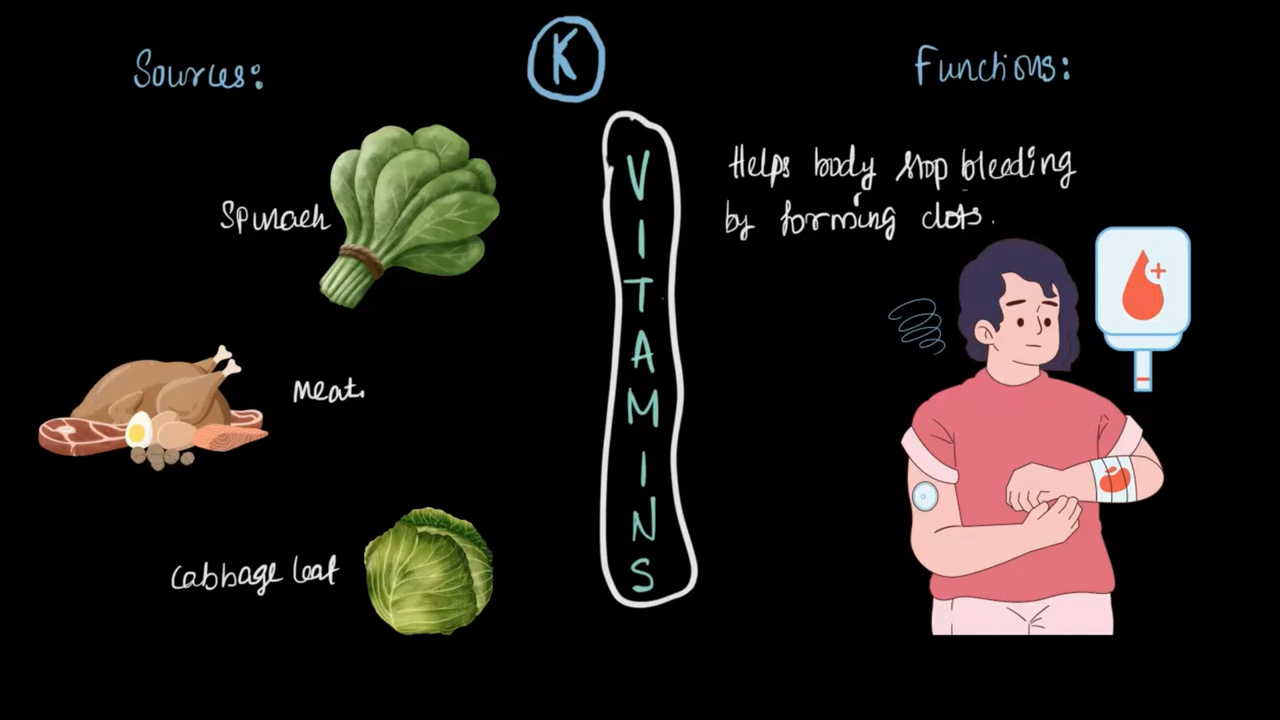 K
Sources:
Functions:
VITAMINS
Spinach
Meat.
Cabbage leaf
Helps body stop bleeding
by forming clots.